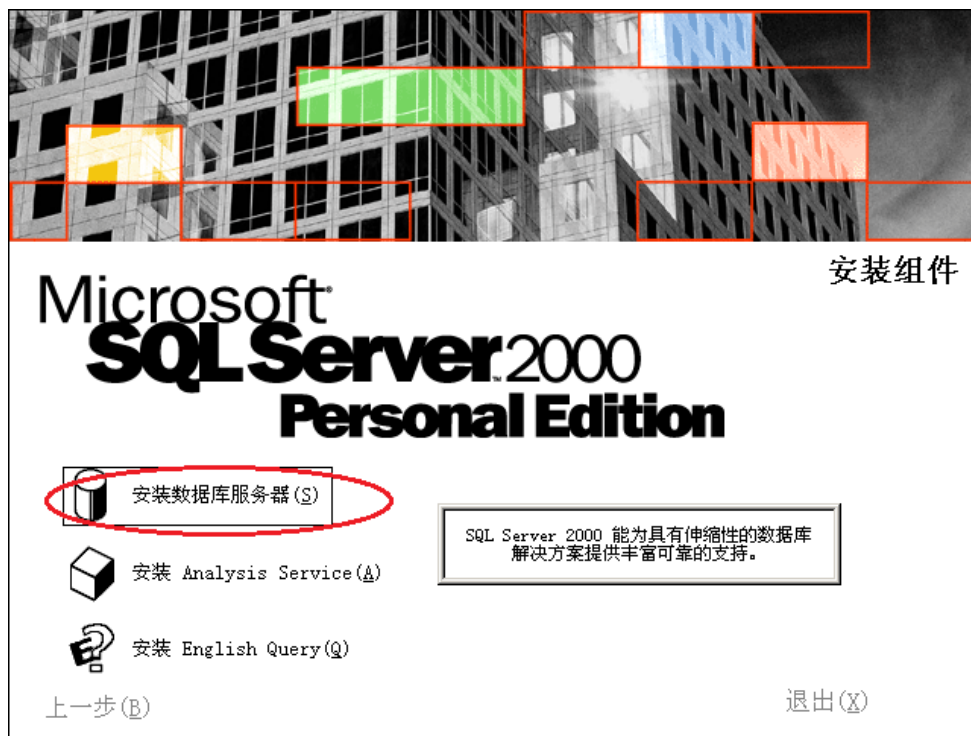 安装组件
Microsoft®
SQL Server™ 2000
Personal Edition
安装数据库服务器(S)
SQL Server 2000 能为具有伸缩性的数据库
解决方案提供丰富可靠的支持。
安装 Analysis Service(A)
安装 English Query(Q)
上一步(B)
退出(X)